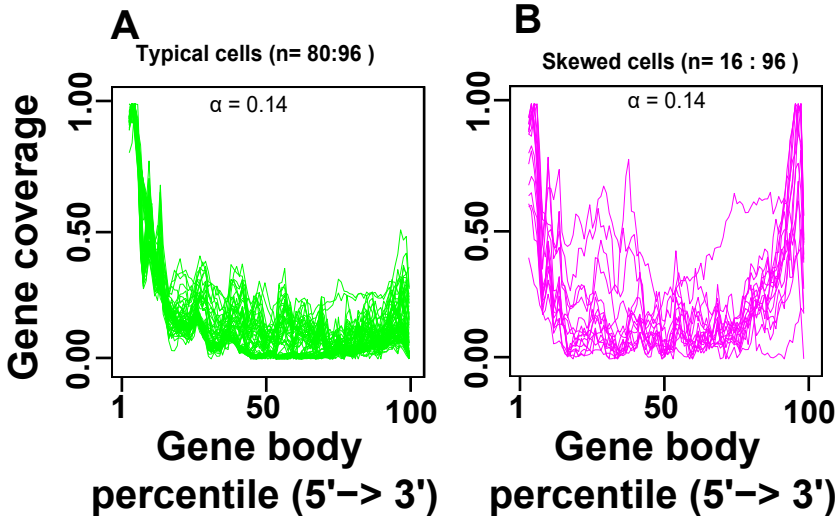 A
Typical cells (n= 80:96 )
α = 0.14
Gene coverage
1.00
0.50
0.00
1
50
100
Gene body
percentile (5'−> 3')
B
Skewed cells (n= 16 : 96 )
α = 0.14
1.00
0.50
0.00
1
50
100
Gene body
percentile (5'−> 3')